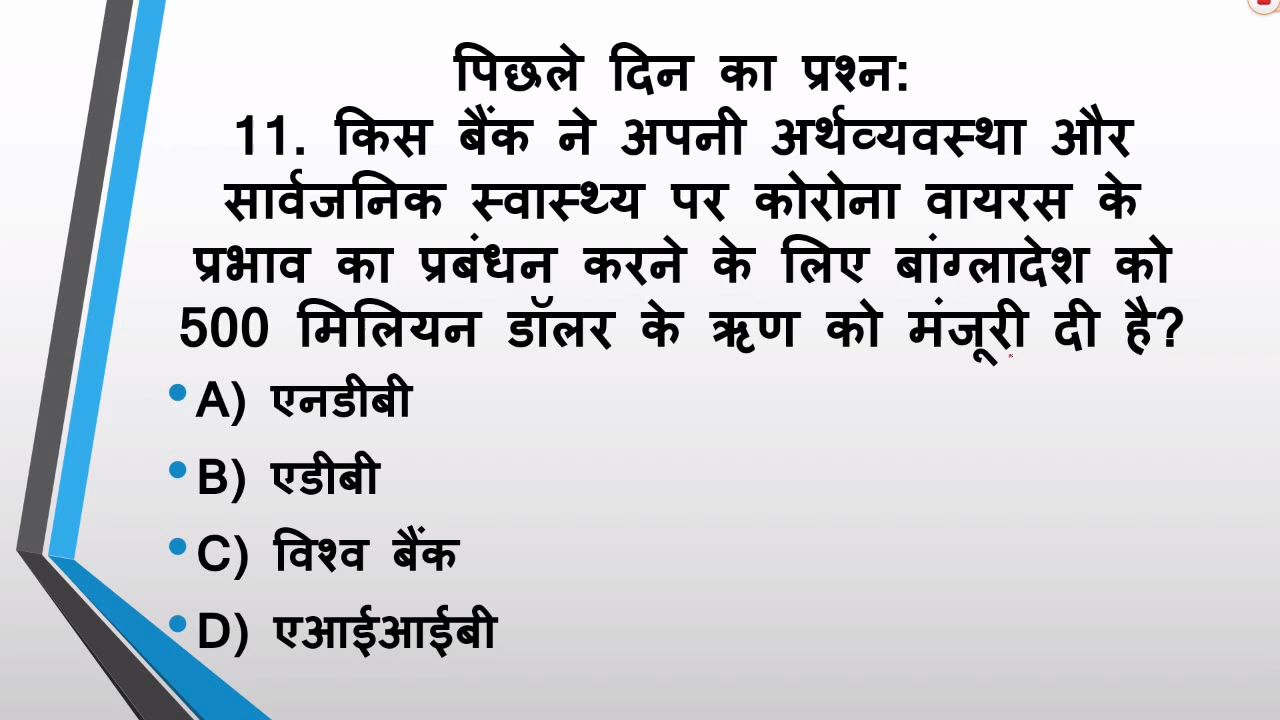 पिछले दिन का प्रश्न:
11. किस बैंक ने अपनी अर्थव्यवस्था और
सार्वजनिक स्वास्थ्य पर कोरोना वायरस के
प्रभाव का प्रबंधन करने के लिए बांग्लादेश को
500 मिलियन डॉलर के ऋण को मंजूरी दी है?
• A) एनडीबी
• B) एडीबी
• C) विश्व बैंक
• D) एआईआईबी